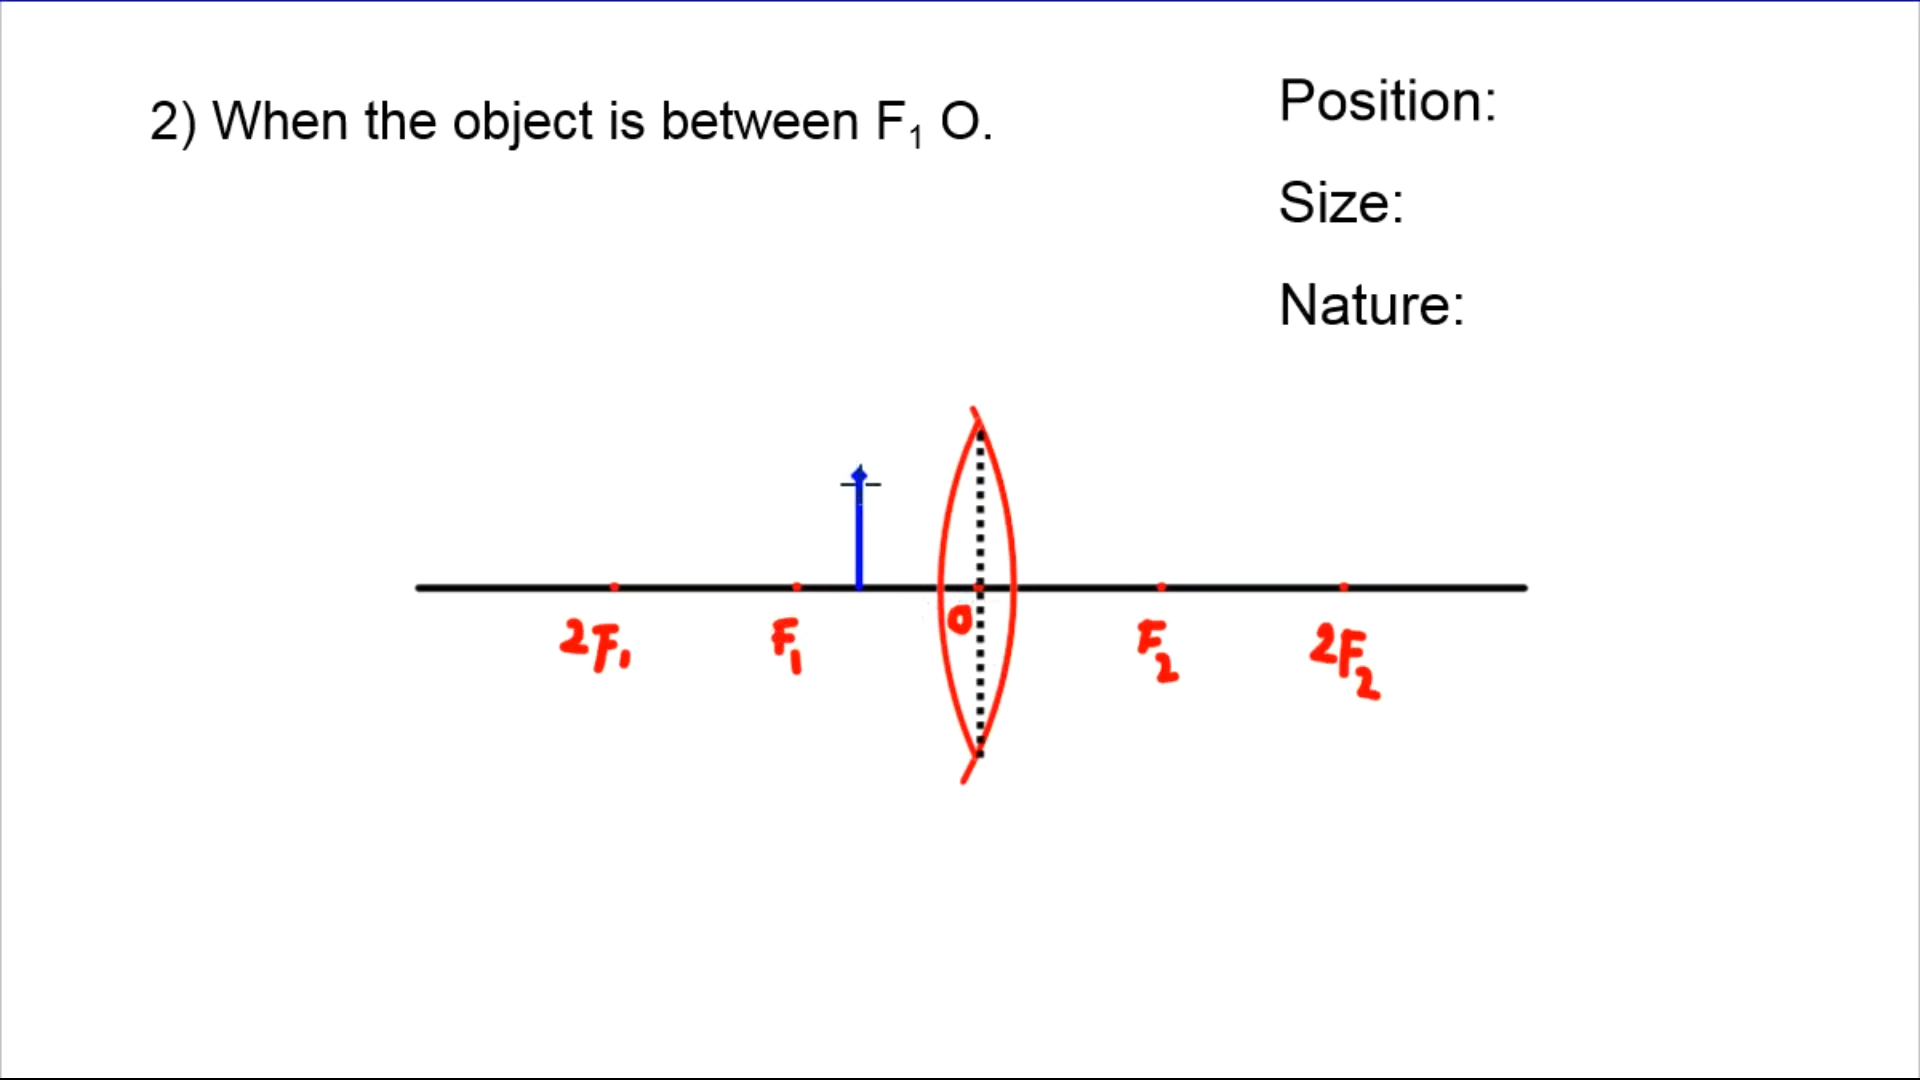 2) When the object is between F₁ O.
Position:
Size:
Nature:
2F₁
F₁
O
F₂
2F₂